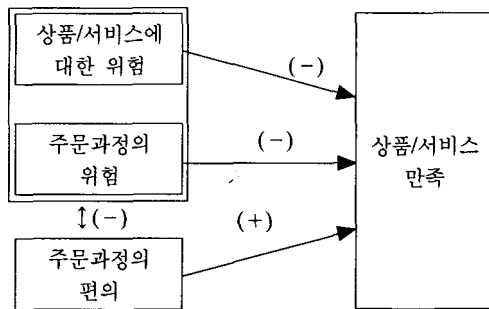 상품/서비스에
대한 위험
(-)
주문과정의
위험
(-)
상품/서비스
만족
↕(-)
(+)
주문과정의
편의